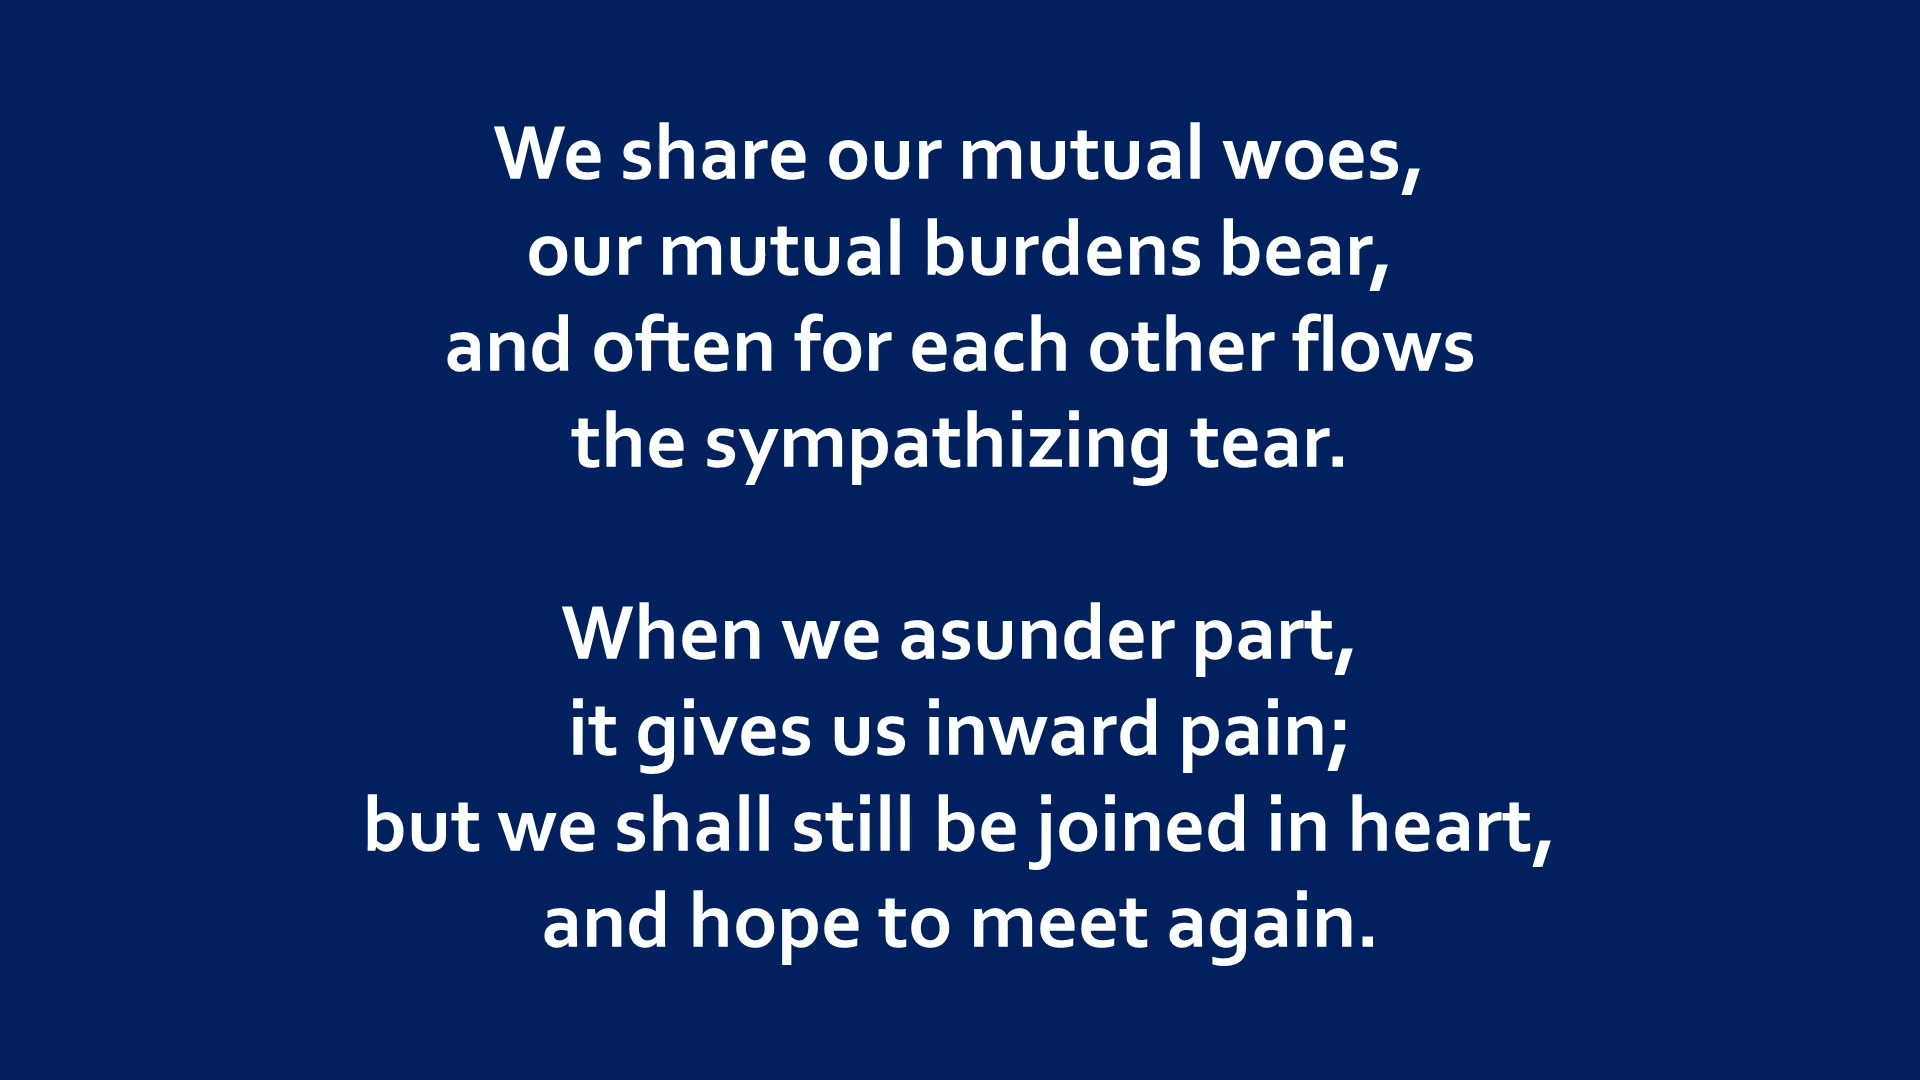 We share our mutual woes,
our mutual burdens bear,
and often for each other flows
the sympathizing tear.
When we asunder part,
it gives us inward pain;
but we shall still be joined in heart,
and hope to meet again.